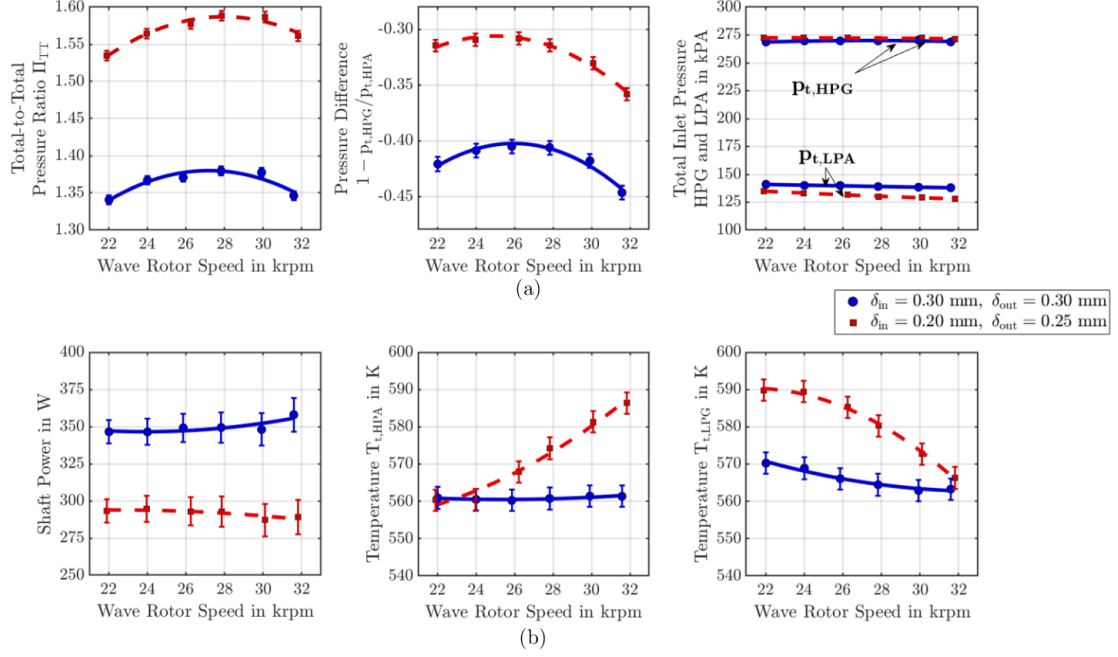 Total-to-Total
Pressure Ratio Π_TT
1.60
1.56
1.52
1.48
1.43
1.39
1.35
1.30
22 24 26 28 30 32
Wave Rotor Speed in krpm
Pressure Difference
1 − p_t,HPG/p_t,HPA
-0.30
-0.35
-0.40
-0.45
22 24 26 28 30 32
Wave Rotor Speed in krpm
Total Inlet Pressure
HPG and LPA in kPa
300
275
250
225
200
175
150
125
100
p_t,HPG
p_t,LPA
22 24 26 28 30 32
Wave Rotor Speed in krpm
(a)
δ_in = 0.30 mm, δ_out = 0.30 mm
δ_in = 0.20 mm, δ_out = 0.25 mm
Shaft Power in W
400
375
350
325
300
275
250
22 24 26 28 30 32
Wave Rotor Speed in krpm
Temperature T_t,HPA in K
600
590
580
570
560
550
540
22 24 26 28 30 32
Wave Rotor Speed in krpm
Temperature T_t,LPG in K
600
590
580
570
560
550
540
22 24 26 28 30 32
Wave Rotor Speed in krpm
(b)